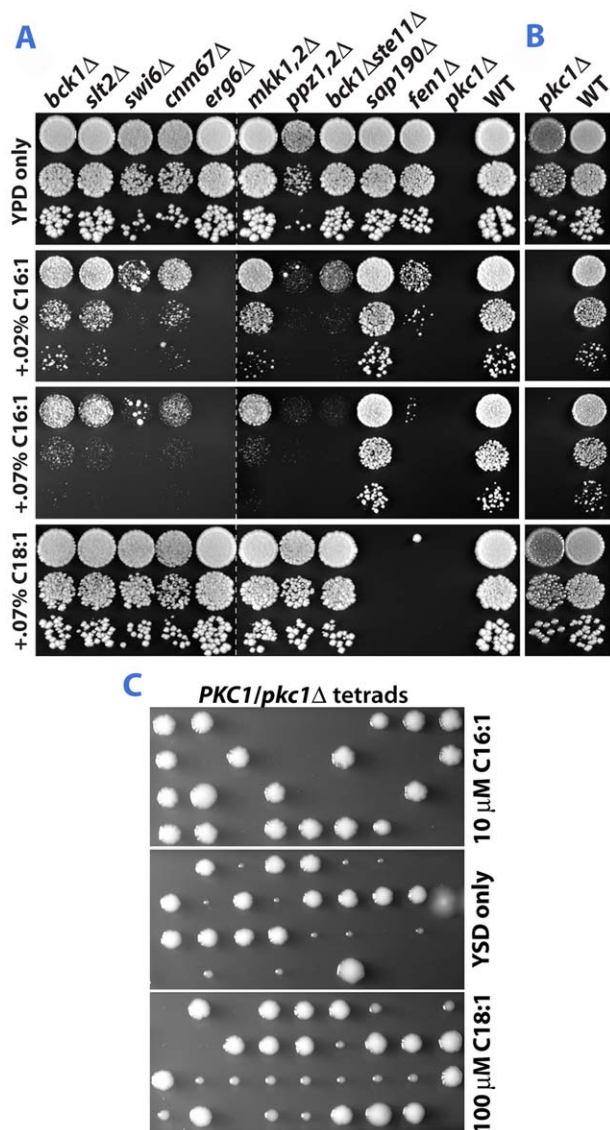 A
B
bck1Δ
slt2Δ
swi6Δ
cnm67Δ
erg6Δ
mkk1,2Δ
ppz1,2Δ
bck1Δste11Δ
sap190Δ
fen1Δ
pkc1Δ
WT
pkc1Δ
WT
YPD only
+.02% C16:1
+.07% C16:1
+.07% C18:1
C
PKC1/pkc1Δ tetrads
10 μM C16:1
YSD only
100 μM C18:1